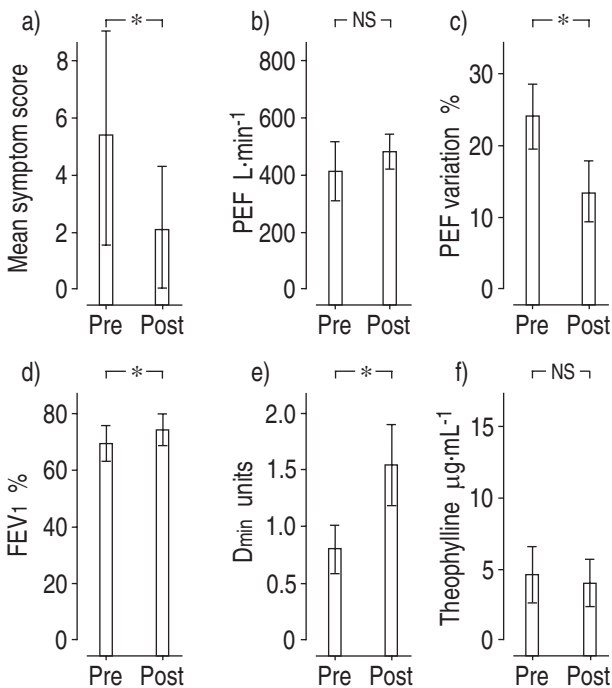 a)
*
Mean symptom score
8
6
4
2
0
Pre Post
b)
NS
PEF L·min-1
800
600
400
200
0
Pre Post
c)
*
PEF variation %
30
20
10
0
Pre Post
d)
*
FEV1 %
80
60
40
20
0
Pre Post
e)
*
Dmin units
2.0
1.5
1.0
0.5
0
Pre Post
f)
NS
Theophylline µg·mL-1
15
10
5
0
Pre Post